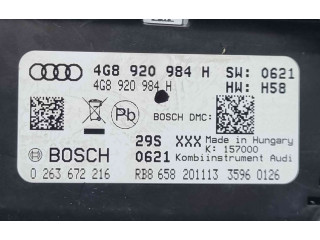 4G8 920 984 H SW: 0621
4G8 920 984 H HW: H58
Pb BOSCH DMC:
29S XXX Made in Hungary
K: 157000
BOSCH 0621 Kombiinstrument Audi
0 263 672 216 RB8 658 201113 3596 0126